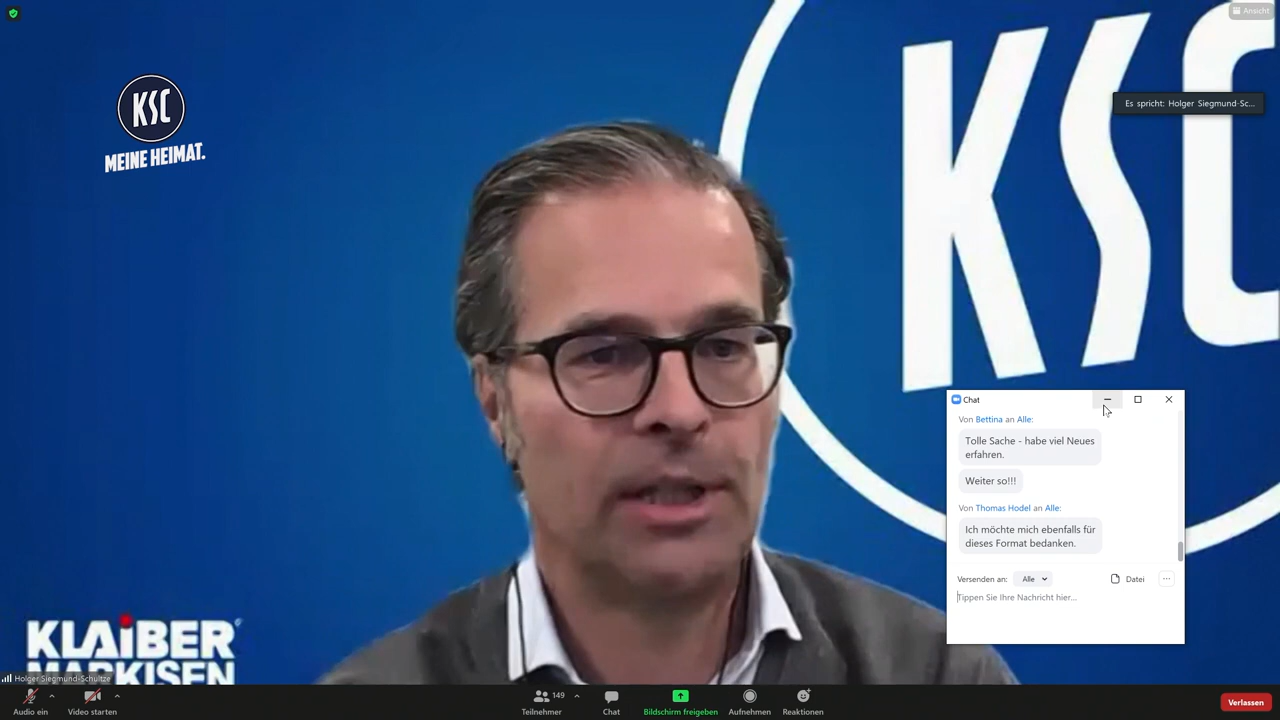 Ansicht
KSC
MEINE HEIMAT.
KSC
Es spricht: Holger Siegmund-Sc...
Chat
Von Bettina an Alle:
Tolle Sache - habe viel Neues
erfahren.
Weiter so!!!
Von Thomas Hodel an Alle:
Ich möchte mich ebenfalls für
dieses Format bedanken.
Versenden an: Alle Datei ...
Tippen Sie Ihre Nachricht hier...
KLAIBER
MARKISEN
Holger Siegmund-Schultze
Audio ein
Video starten
149
Teilnehmer
Chat
Bildschirm freigeben
Aufnehmen
Reaktionen
Verlassen